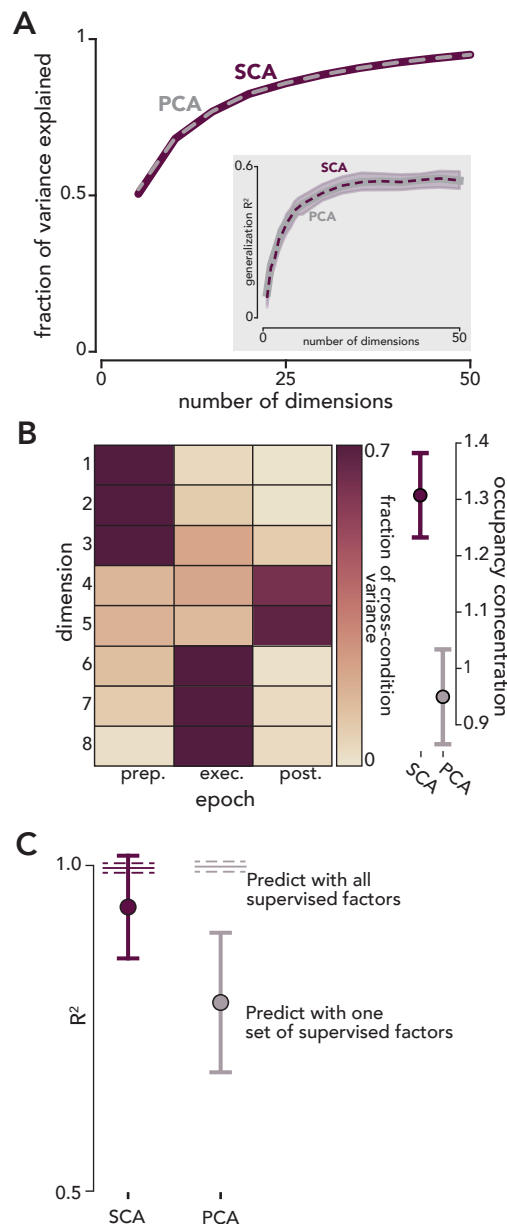 A
1
SCA
PCA
0.5
0
fraction of variance explained
0
25
50
number of dimensions
0.6
SCA
PCA
generalization R²
0
0
50
number of dimensions
B
1
2
3
4
5
6
7
8
dimension
prep.
exec.
post.
epoch
0.7
0
fraction of cross-condition
variance
1.4
1.3
1.2
1.1
1
0.9
occupancy concentration
SCA
PCA
C
1.0
Predict with all
supervised factors
R²
Predict with one
set of supervised factors
0.5
SCA
PCA